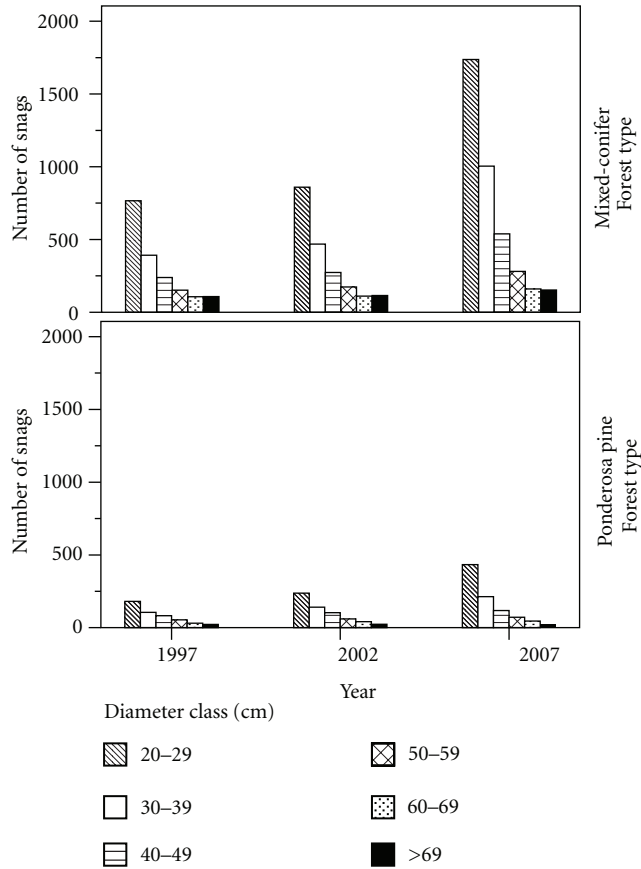 2000
1500
1000
500
0
Number of snags
Mixed-conifer
Forest type
2000
1500
1000
500
0
Number of snags
Ponderosa pine
Forest type
1997
2002
2007
Year
Diameter class (cm)
20–29
30–39
40–49
50–59
60–69
>69